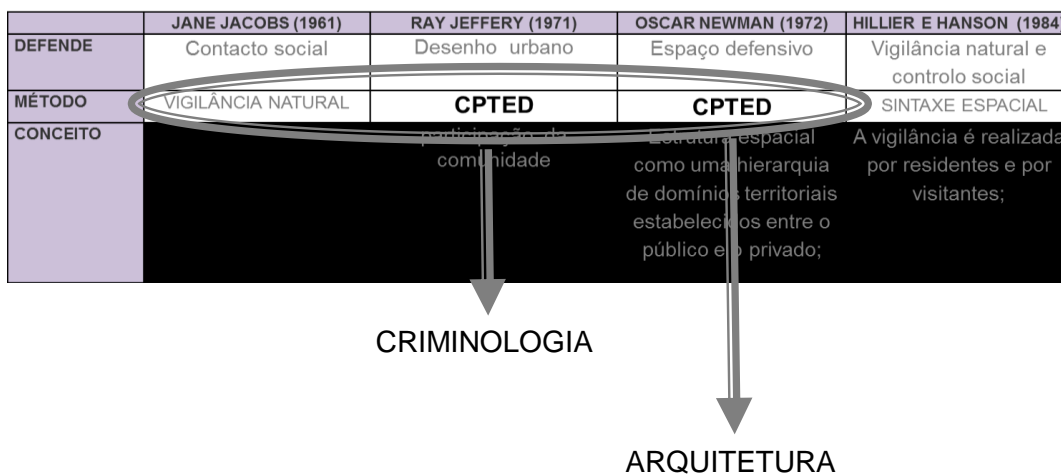 JANE JACOBS (1961) RAY JEFFERY (1971) OSCAR NEWMAN (1972) HILLIER E HANSON (1984)
DEFENDE Contacto social Desenho urbano Espaço defensivo Vigilância natural e
controlo social
MÉTODO VIGILÂNCIA NATURAL CPTED CPTED SINTAXE ESPACIAL
CONCEITO participação da Estrutura espacial A vigilância é realizada
comunidade como uma hierarquia por residentes e por
de domínios territoriais visitantes;
estabelecidos entre o
público e o privado;
CRIMINOLOGIA
ARQUITETURA